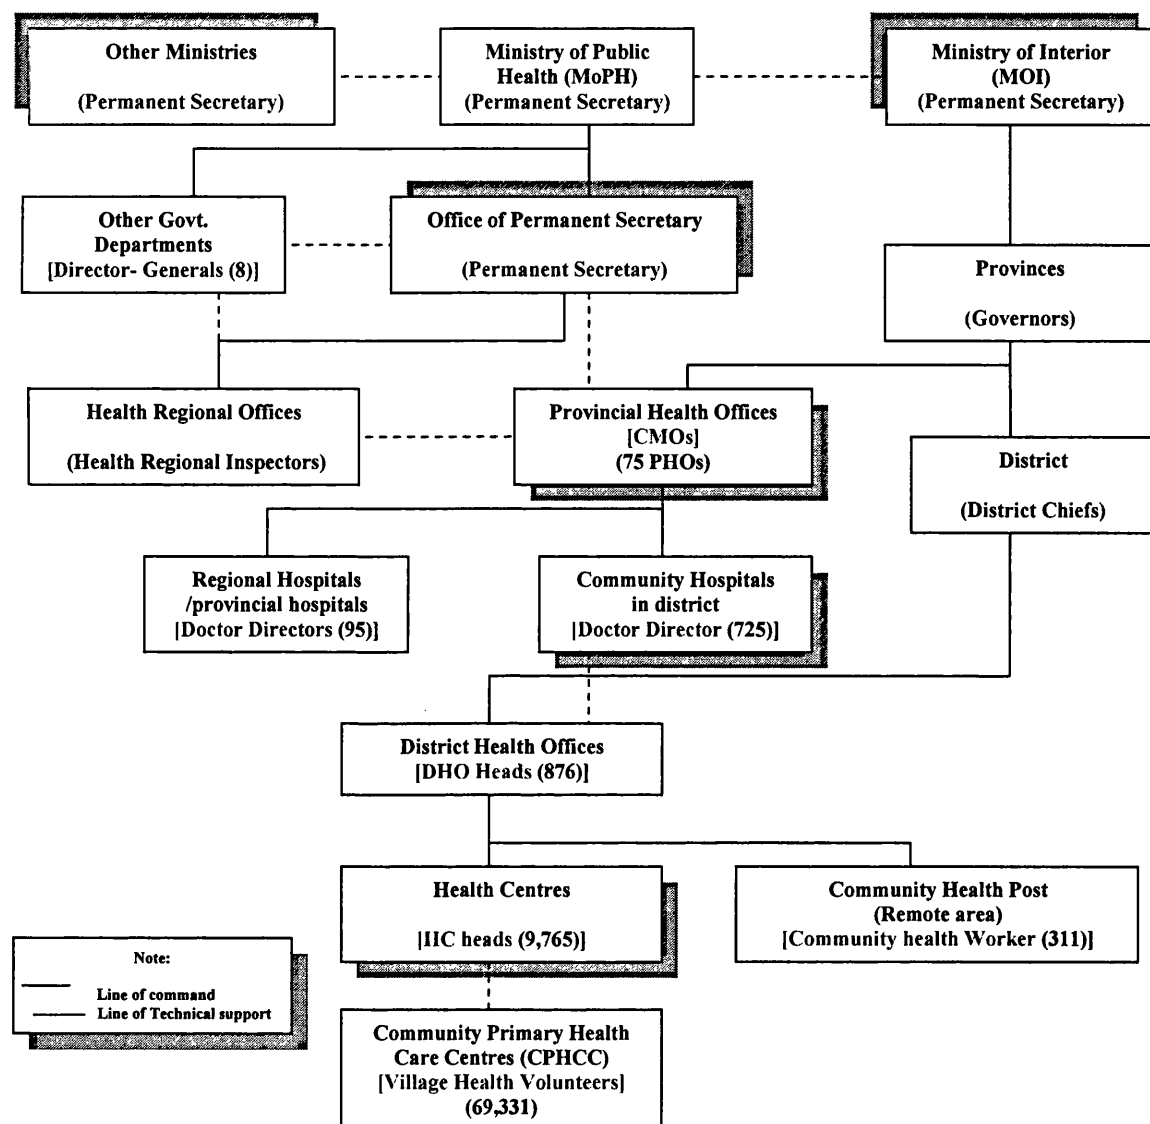 Other Ministries
(Permanent Secretary)
Ministry of Public
Health (MoPH)
(Permanent Secretary)
Ministry of Interior
(MOI)
(Permanent Secretary)
Other Govt.
Departments
[Director- Generals (8)]
Office of Permanent Secretary
(Permanent Secretary)
Provinces
(Governors)
Health Regional Offices
(Health Regional Inspectors)
Provincial Health Offices
[CMOs]
(75 PHOs)
District
(District Chiefs)
Regional Hospitals
/provincial hospitals
[Doctor Directors (95)]
Community Hospitals
in district
[Doctor Director (725)]
District Health Offices
[DHO Heads (876)]
Health Centres
[HC heads (9,765)]
Community Health Post
(Remote area)
[Community health Worker (311)]
Note:
Line of command
Line of Technical support
Community Primary Health
Care Centres (CPHCC)
[Village Health Volunteers]
(69,331)